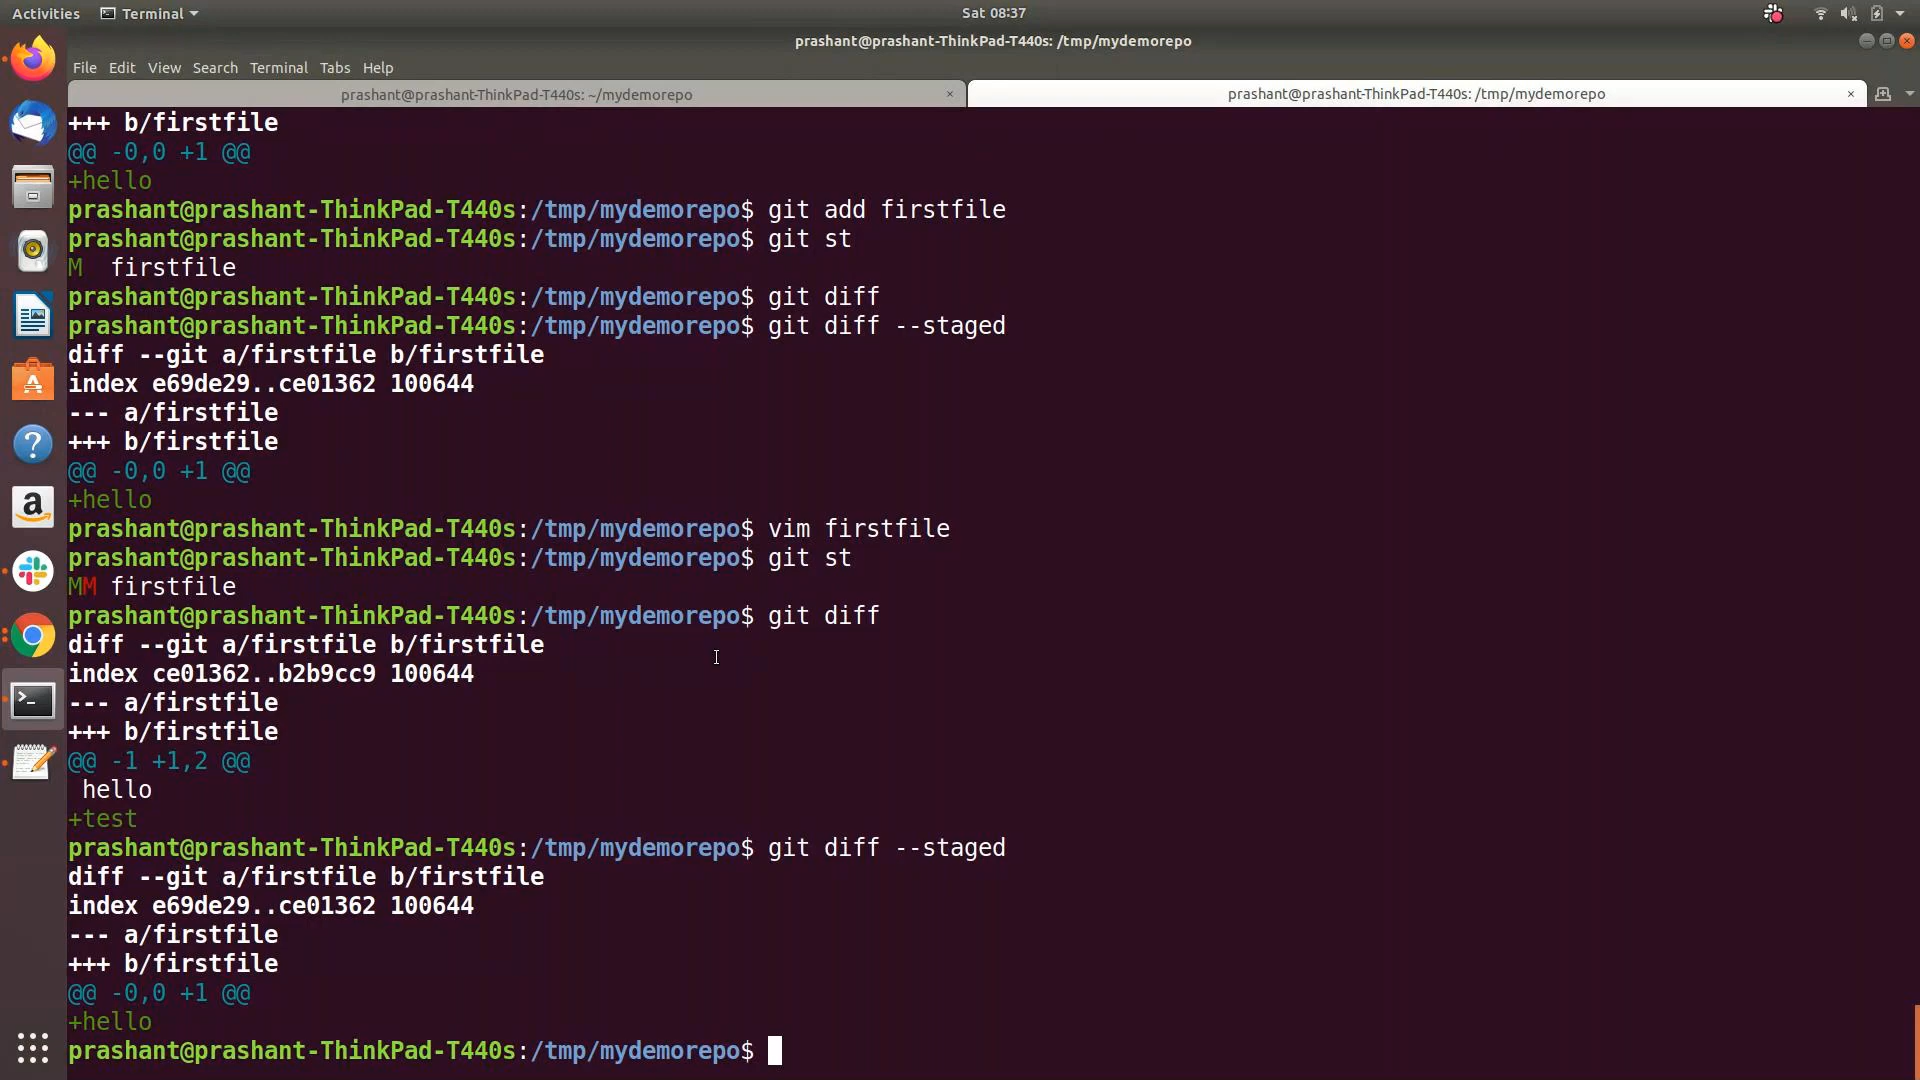 Activities Terminal Sat 08:37
prashant@prashant-ThinkPad-T440s: /tmp/mydemorepo
File Edit View Search Terminal Tabs Help
prashant@prashant-ThinkPad-T440s: ~/mydemorepo × prashant@prashant-ThinkPad-T440s: /tmp/mydemorepo ×
+++ b/firstfile
@@ -0,0 +1 @@
+hello
prashant@prashant-ThinkPad-T440s:/tmp/mydemorepo$ git add firstfile
prashant@prashant-ThinkPad-T440s:/tmp/mydemorepo$ git st
M  firstfile
prashant@prashant-ThinkPad-T440s:/tmp/mydemorepo$ git diff
prashant@prashant-ThinkPad-T440s:/tmp/mydemorepo$ git diff --staged
diff --git a/firstfile b/firstfile
index e69de29..ce01362 100644
--- a/firstfile
+++ b/firstfile
@@ -0,0 +1 @@
+hello
prashant@prashant-ThinkPad-T440s:/tmp/mydemorepo$ vim firstfile
prashant@prashant-ThinkPad-T440s:/tmp/mydemorepo$ git st
MM firstfile
prashant@prashant-ThinkPad-T440s:/tmp/mydemorepo$ git diff
diff --git a/firstfile b/firstfile
index ce01362..b2b9cc9 100644
--- a/firstfile
+++ b/firstfile
@@ -1 +1,2 @@
 hello
+test
prashant@prashant-ThinkPad-T440s:/tmp/mydemorepo$ git diff --staged
diff --git a/firstfile b/firstfile
index e69de29..ce01362 100644
--- a/firstfile
+++ b/firstfile
@@ -0,0 +1 @@
+hello
prashant@prashant-ThinkPad-T440s:/tmp/mydemorepo$